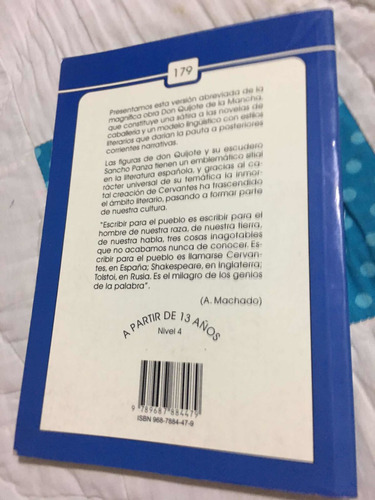 179
Presentamos esta versión abreviada de la
magnífica obra Don Quijote de la Mancha,
que constituye una sátira a las novelas de
caballería y un modelo lingüístico con estilos
literarios que darían la pauta a posteriores
corrientes narrativas.
Las figuras de don Quijote y su escudero
Sancho Panza tienen un emblemático sitial
en la literatura española, y gracias al ca-
rácter universal de su temática la inmor-
tal creación de Cervantes ha trascendido
el ámbito literario, pasando a formar parte
de nuestra cultura.
"Escribir para el pueblo es escribir para el
hombre de nuestra raza, de nuestra tierra,
de nuestra habla, tres cosas inagotables
que no acabamos nunca de conocer. Es-
cribir para el pueblo es llamarse Cervan-
tes, en España; Shakespeare, en Inglaterra;
Tolstoi, en Rusia. Es el milagro de los genios
de la palabra".
(A. Machado)
A PARTIR DE 13 AÑOS
Nivel 4
9 789687 884479
ISBN 968-7884-47-9